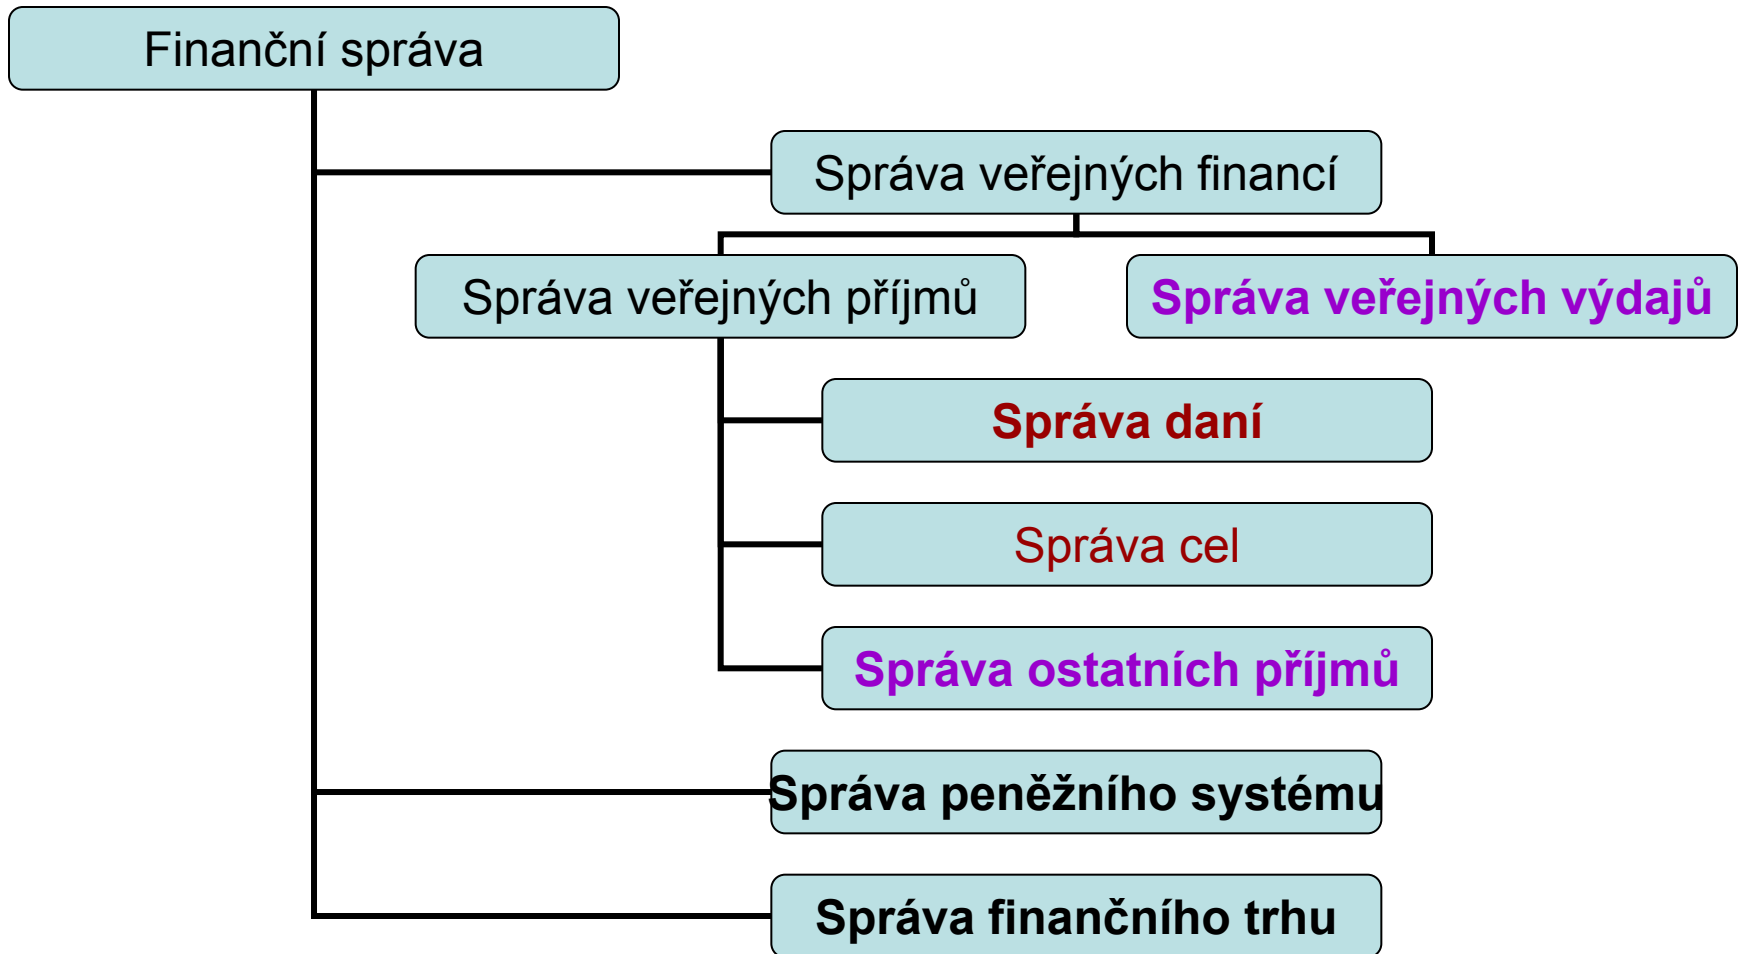 Finanční správa
Správa veřejných financí
Správa veřejných příjmů
Správa veřejných výdajů
Správa daní
Správa cel
Správa ostatních příjmů
Správa peněžního systému
Správa finančního trhu